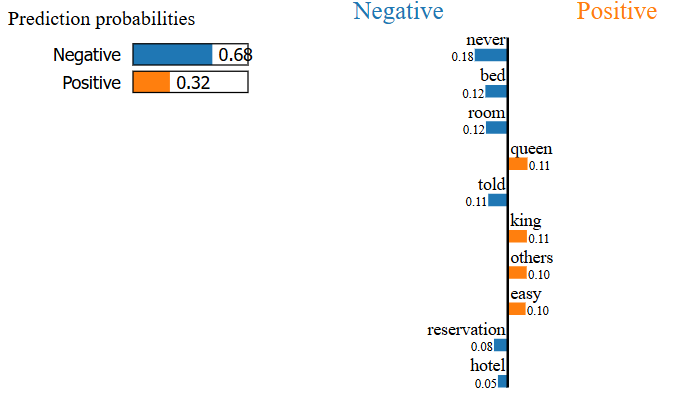 Prediction probabilities
Negative 0.68
Positive 0.32
Negative Positive
never
0.18
bed
0.12
room
0.12
queen
0.11
told
0.11
king
0.11
others
0.10
easy
0.10
reservation
0.08
hotel
0.05